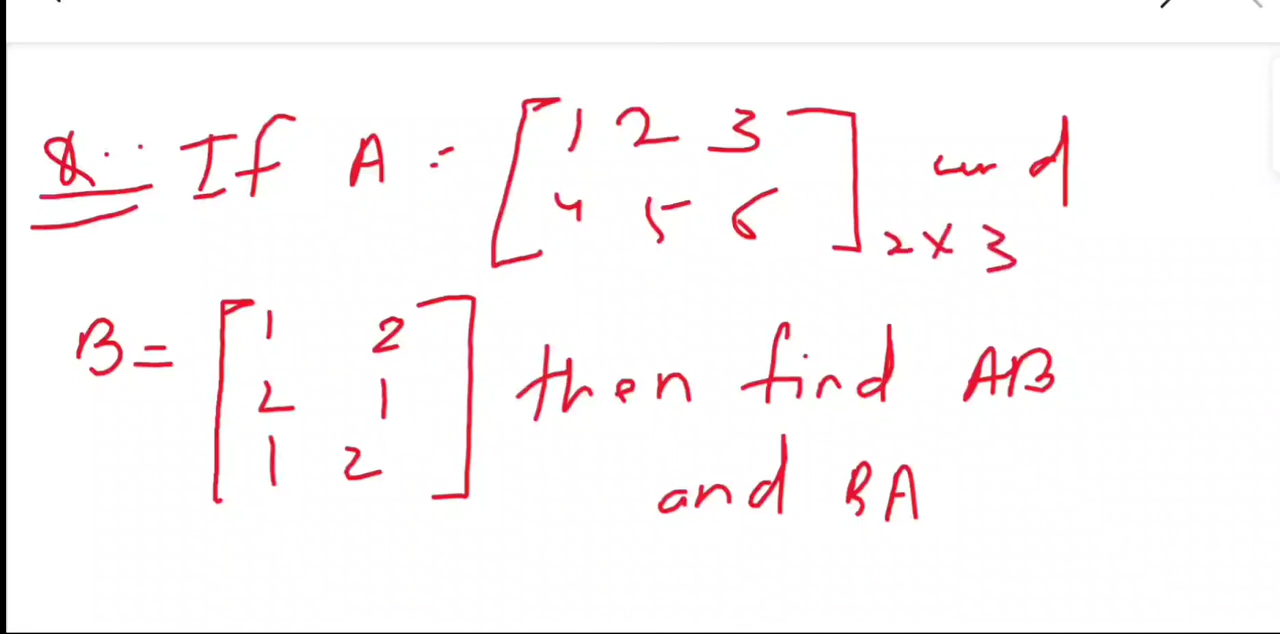 Q.. If A = [1 2 3
4 5 6] 2×3 and
B = [1 2
2 1
1 2] then find AB
and BA